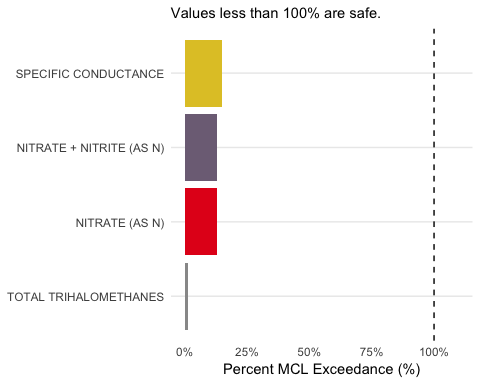 Values less than 100% are safe.
SPECIFIC CONDUCTANCE
NITRATE + NITRITE (AS N)
NITRATE (AS N)
TOTAL TRIHALOMETHANES
0% 25% 50% 75% 100%
Percent MCL Exceedance (%)